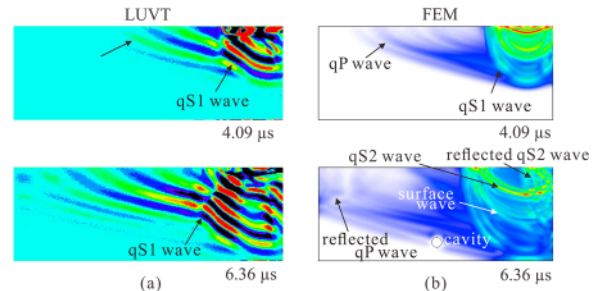 LUVT
FEM
qP wave
qS1 wave
qS1 wave
4.09 μs
4.09 μs
qS2 wave
reflected qS2 wave
surface
wave
qS1 wave
reflected
qP wave
cavity
6.36 μs
6.36 μs
(a)
(b)